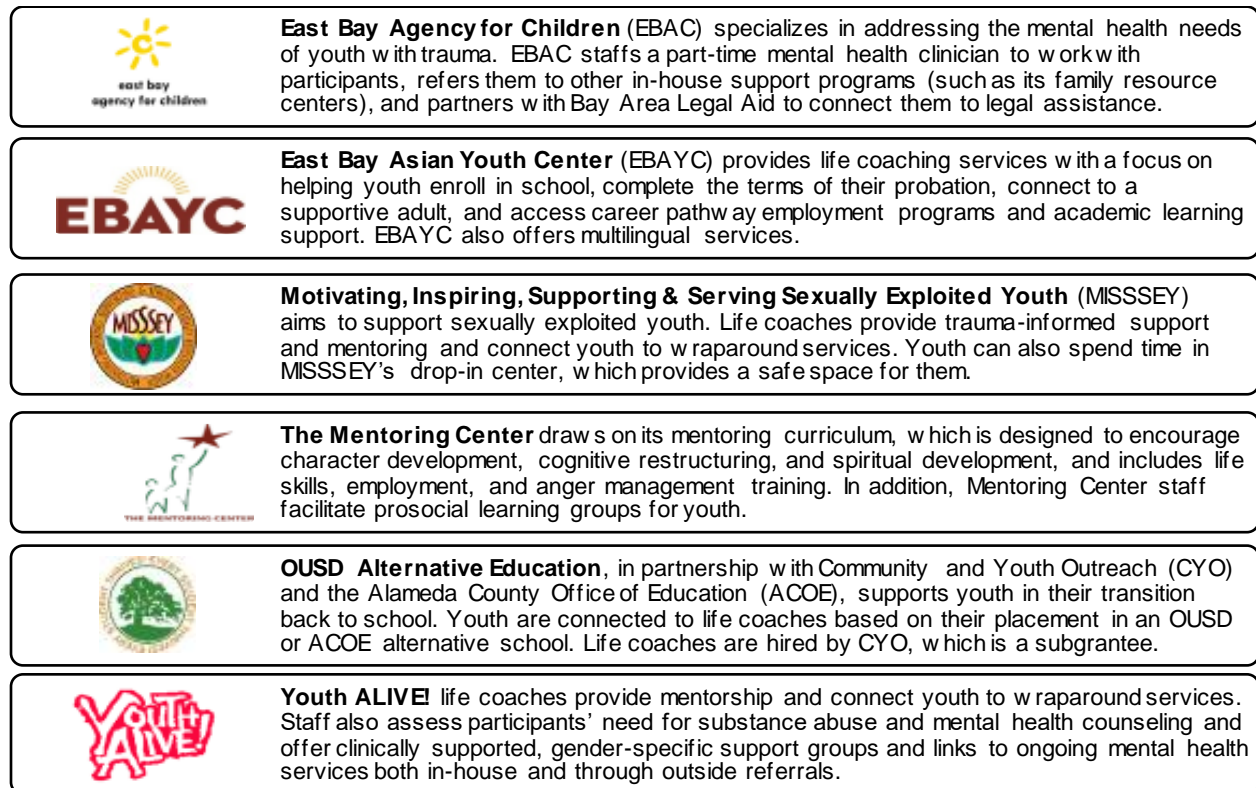 east bay
agency for children
East Bay Agency for Children (EBAC) specializes in addressing the mental health needs
of youth with trauma. EBAC staffs a part-time mental health clinician to work with
participants, refers them to other in-house support programs (such as its family resource
centers), and partners with Bay Area Legal Aid to connect them to legal assistance.
EBAYC
East Bay Asian Youth Center (EBAYC) provides life coaching services with a focus on
helping youth enroll in school, complete the terms of their probation, connect to a
supportive adult, and access career pathway employment programs and academic learning
support. EBAYC also offers multilingual services.
MISSSEY
Motivating, Inspiring, Supporting & Serving Sexually Exploited Youth (MISSSEY)
aims to support sexually exploited youth. Life coaches provide trauma-informed support
and mentoring and connect youth to wraparound services. Youth can also spend time in
MISSSEY's drop-in center, which provides a safe space for them.
THE MENTORING CENTER
The Mentoring Center draws on its mentoring curriculum, which is designed to encourage
character development, cognitive restructuring, and spiritual development, and includes life
skills, employment, and anger management training. In addition, Mentoring Center staff
facilitate prosocial learning groups for youth.
OUSD Alternative Education, in partnership with Community and Youth Outreach (CYO)
and the Alameda County Office of Education (ACOE), supports youth in their transition
back to school. Youth are connected to life coaches based on their placement in an OUSD
or ACOE alternative school. Life coaches are hired by CYO, which is a subgrantee.
YOUTH
ALIVE!
Youth ALIVE! life coaches provide mentorship and connect youth to wraparound services.
Staff also assess participants' need for substance abuse and mental health counseling and
offer clinically supported, gender-specific support groups and links to ongoing mental health
services both in-house and through outside referrals.